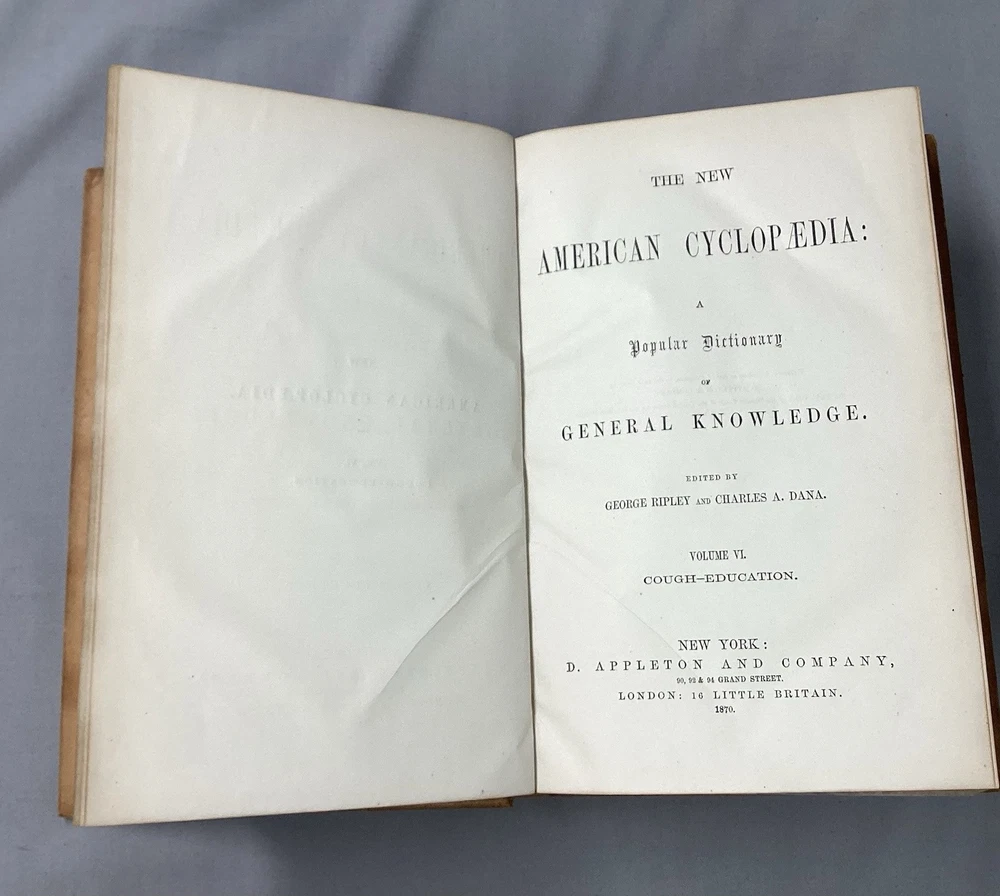 THE NEW
AMERICAN CYCLOPÆDIA:
A
Popular Dictionary
OF
GENERAL KNOWLEDGE.
EDITED BY
GEORGE RIPLEY AND CHARLES A. DANA.
VOLUME VI.
COUGH–EDUCATION.
NEW YORK:
D. APPLETON AND COMPANY,
90, 92 & 94 GRAND STREET.
LONDON: 16 LITTLE BRITAIN.
1870.